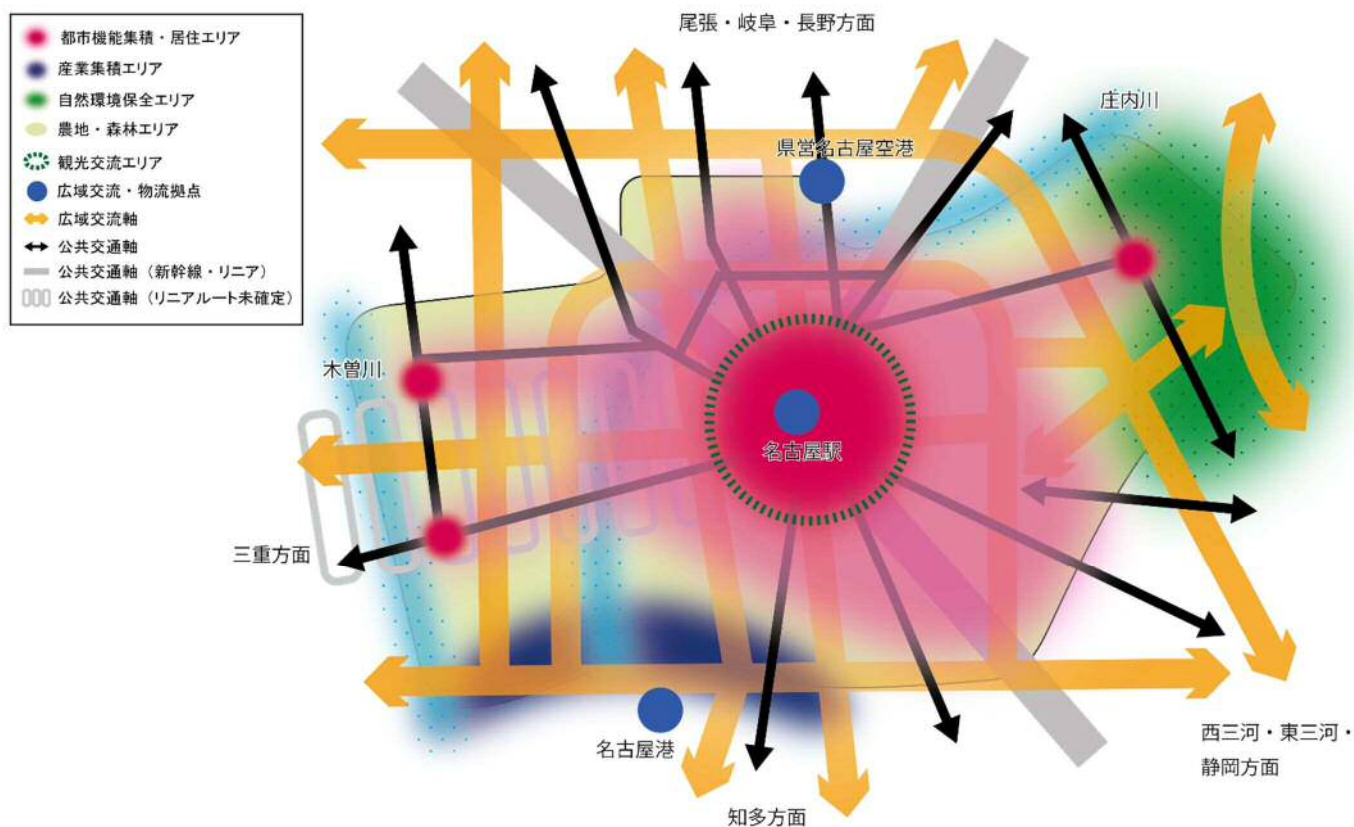 都市機能集積・居住エリア
産業集積エリア
自然環境保全エリア
農地・森林エリア
観光交流エリア
広域交流・物流拠点
広域交流軸
公共交通軸
公共交通軸（新幹線・リニア）
公共交通軸（リニアルート未確定）
尾張・岐阜・長野方面
庄内川
県営名古屋空港
木曽川
名古屋駅
三重方面
名古屋港
西三河・東三河・
静岡方面
知多方面